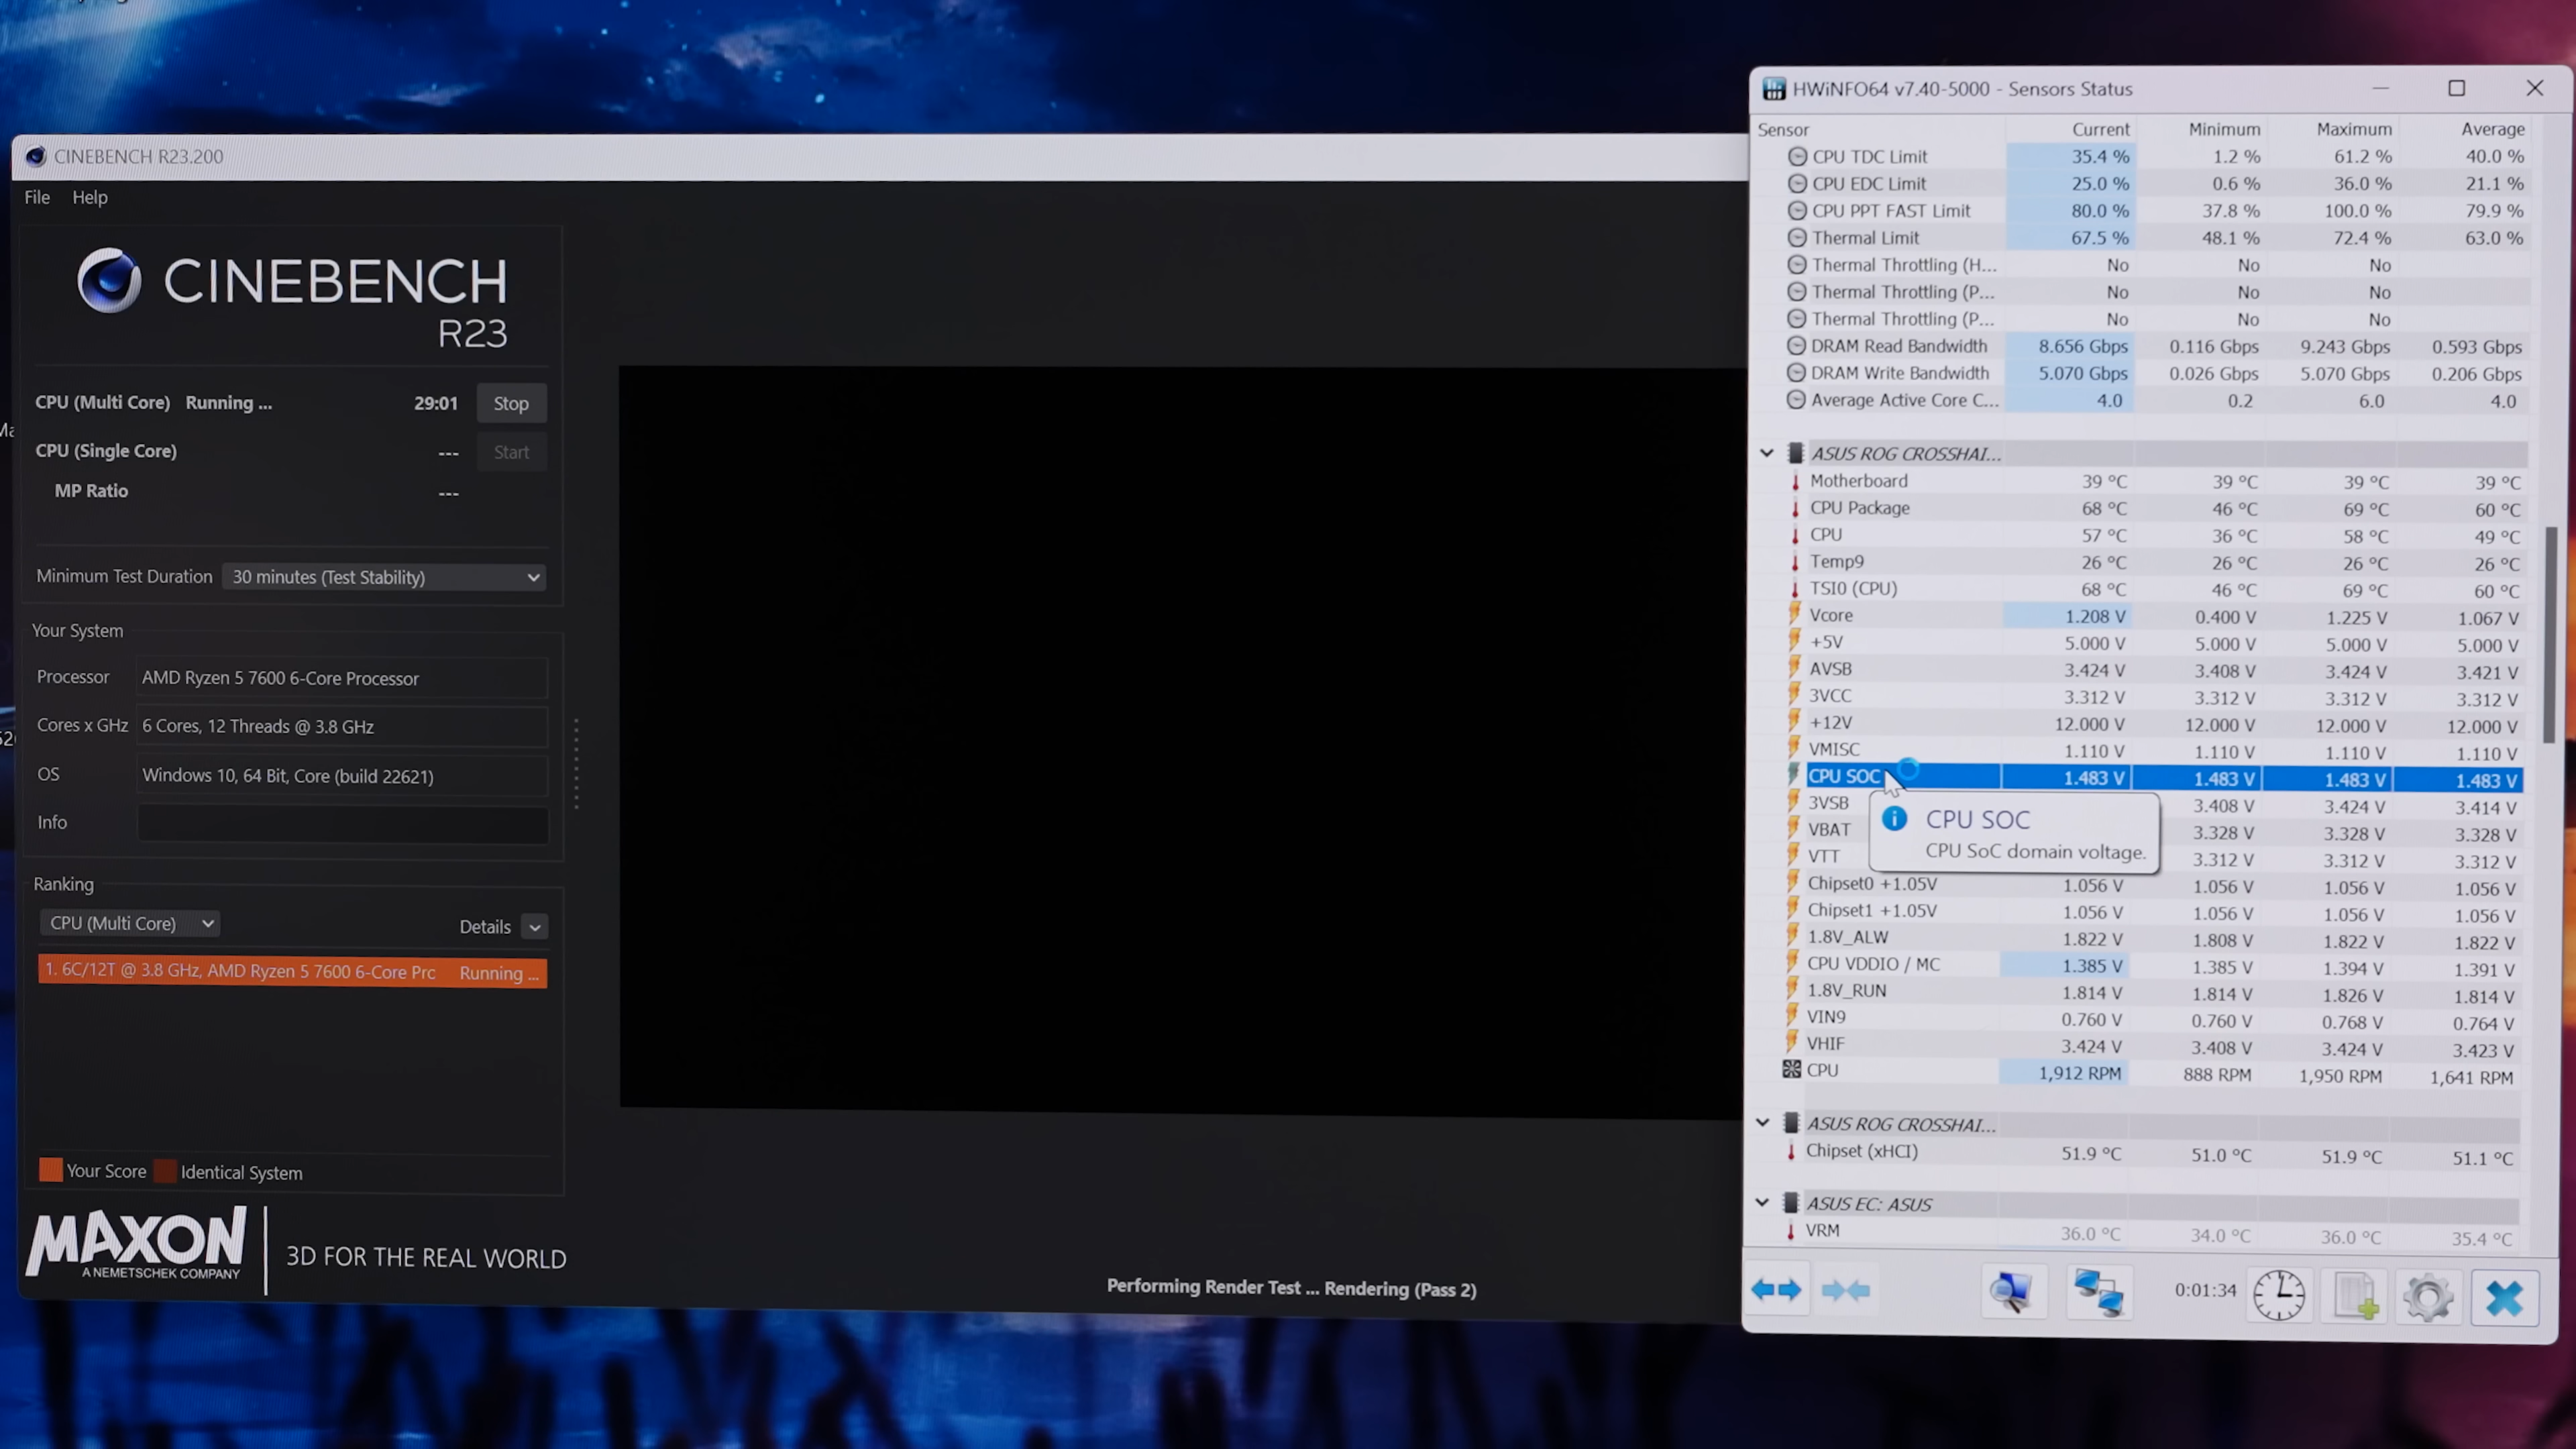 CINEBENCH R23.200
File Help
CINEBENCH
R23
CPU (Multi Core) Running ... 29:01 Stop
CPU (Single Core) --- Start
MP Ratio ---
Minimum Test Duration 30 minutes (Test Stability)
Your System
Processor AMD Ryzen 5 7600 6-Core Processor
Cores x GHz 6 Cores, 12 Threads @ 3.8 GHz
OS Windows 10, 64 Bit, Core (build 22621)
Info
Ranking
CPU (Multi Core) Details
1. 6C/12T @ 3.8 GHz, AMD Ryzen 5 7600 6-Core Prc Running ...
Your Score Identical System
MAXON
A NEMETSCHEK COMPANY
3D FOR THE REAL WORLD
Performing Render Test ... Rendering (Pass 2)
HWiNFO64 v7.40-5000 - Sensors Status
Sensor Current Minimum Maximum Average
CPU TDC Limit 35.4 % 1.2 % 61.2 % 40.0 %
CPU EDC Limit 25.0 % 0.6 % 36.0 % 21.1 %
CPU PPT FAST Limit 80.0 % 37.8 % 100.0 % 79.9 %
Thermal Limit 67.5 % 48.1 % 72.4 % 63.0 %
Thermal Throttling (H... No No No
Thermal Throttling (P... No No No
Thermal Throttling (P... No No No
DRAM Read Bandwidth 8.656 Gbps 0.116 Gbps 9.243 Gbps 0.593 Gbps
DRAM Write Bandwidth 5.070 Gbps 0.026 Gbps 5.070 Gbps 0.206 Gbps
Average Active Core C... 4.0 0.2 6.0 4.0
ASUS ROG CROSSHAI...
Motherboard 39 °C 39 °C 39 °C 39 °C
CPU Package 68 °C 46 °C 69 °C 60 °C
CPU 57 °C 36 °C 58 °C 49 °C
Temp9 26 °C 26 °C 26 °C 26 °C
TSI0 (CPU) 68 °C 46 °C 69 °C 60 °C
Vcore 1.208 V 0.400 V 1.225 V 1.067 V
+5V 5.000 V 5.000 V 5.000 V 5.000 V
AVSB 3.424 V 3.408 V 3.424 V 3.421 V
3VCC 3.312 V 3.312 V 3.312 V 3.312 V
+12V 12.000 V 12.000 V 12.000 V 12.000 V
VMISC 1.110 V 1.110 V 1.110 V 1.110 V
CPU SOC 1.483 V 1.483 V 1.483 V 1.483 V
3VSB 3.408 V 3.424 V 3.414 V
VBAT 3.328 V 3.328 V 3.328 V
VTT 3.312 V 3.312 V 3.312 V
CPU SOC
CPU SoC domain voltage.
Chipset0 +1.05V 1.056 V 1.056 V 1.056 V 1.056 V
Chipset1 +1.05V 1.056 V 1.056 V 1.056 V 1.056 V
1.8V_ALW 1.822 V 1.808 V 1.822 V 1.822 V
CPU VDDIO / MC 1.385 V 1.385 V 1.394 V 1.391 V
1.8V_RUN 1.814 V 1.814 V 1.826 V 1.814 V
VIN9 0.760 V 0.760 V 0.768 V 0.764 V
VHIF 3.424 V 3.408 V 3.424 V 3.423 V
CPU 1,912 RPM 888 RPM 1,950 RPM 1,641 RPM
ASUS ROG CROSSHAI...
Chipset (xHCI) 51.9 °C 51.0 °C 51.9 °C 51.1 °C
ASUS EC: ASUS
VRM 36.0 °C 34.0 °C 36.0 °C 35.4 °C
0:01:34